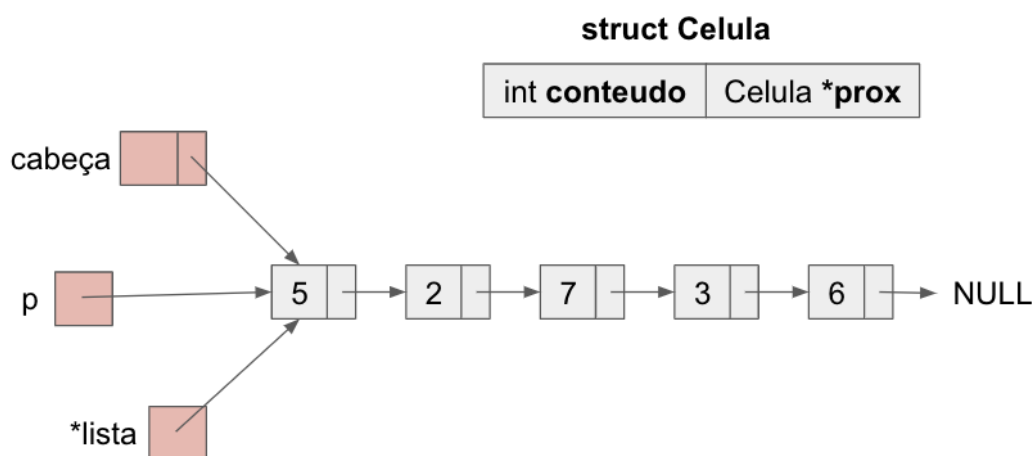 struct Celula
int conteudo Celula *prox
cabeça
p 5 2 7 3 6 NULL
*lista